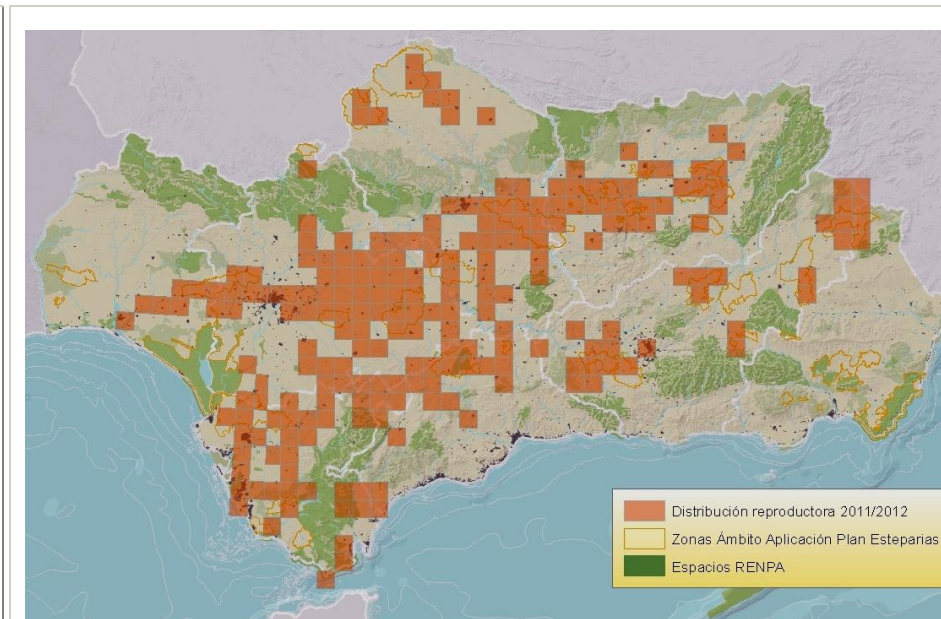 Distribución reproductora 2011/2012
Zonas Ámbito Aplicación Plan Esteparias
Espacios RENPA